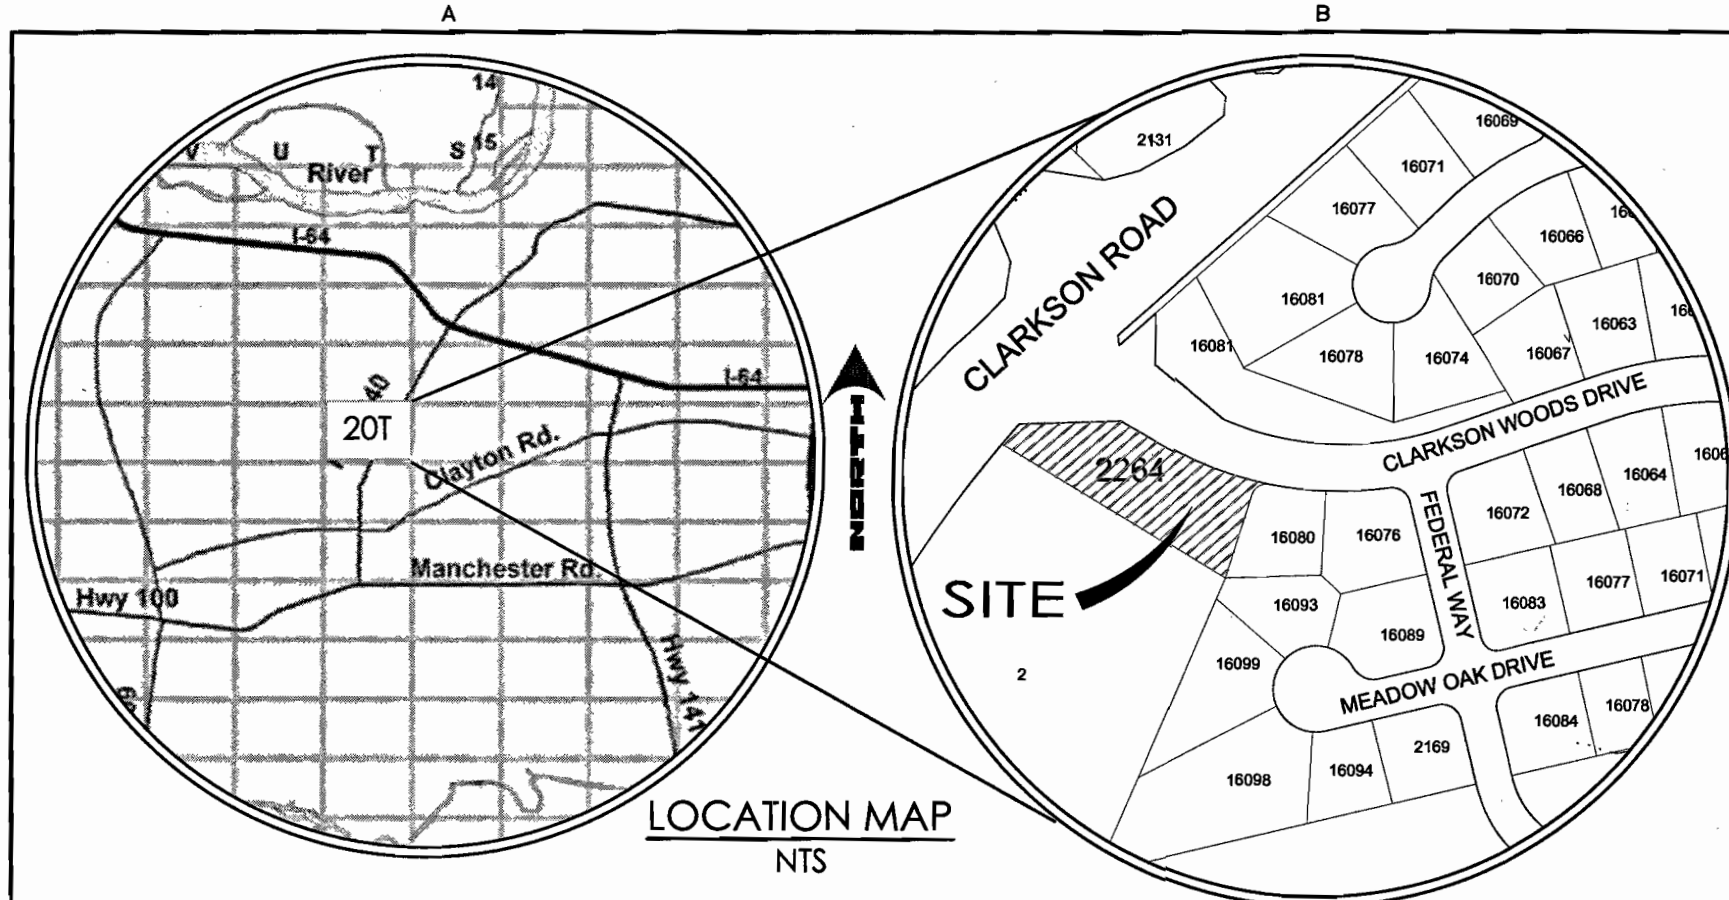 A
B
14
V U T S 15
River
I-64
40
I-64
20T
Clayton Rd.
Manchester Rd.
Hwy 100
Hwy 141
NORTH
LOCATION MAP
NTS
2131
16069
16071
16077
16066
16070
16081
16063
16081
16078
16074
16067
CLARKSON ROAD
CLARKSON WOODS DRIVE
2264
16064
16068
16072
16080
16076
FEDERAL WAY
SITE
16071
16077
16083
16093
16089
16099
2
MEADOW OAK DRIVE
16078
16084
2169
16094
16098